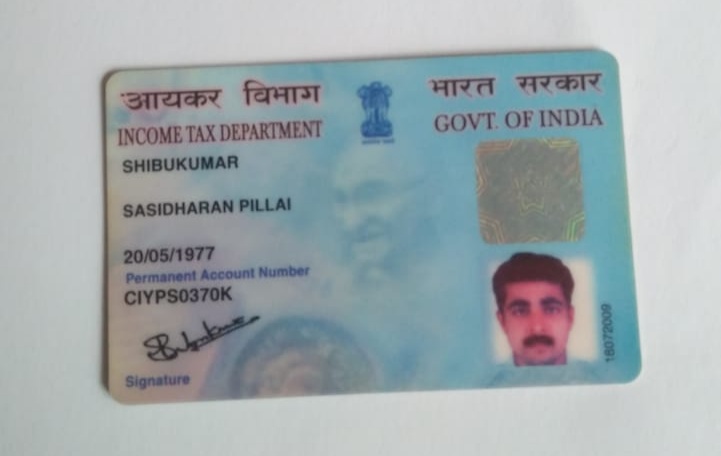 आयकर विभाग
भारत सरकार
INCOME TAX DEPARTMENT
GOVT. OF INDIA
SHIBUKUMAR
SASIDHARAN PILLAI
20/05/1977
Permanent Account Number
CIYPS0370K
Signature
16072009